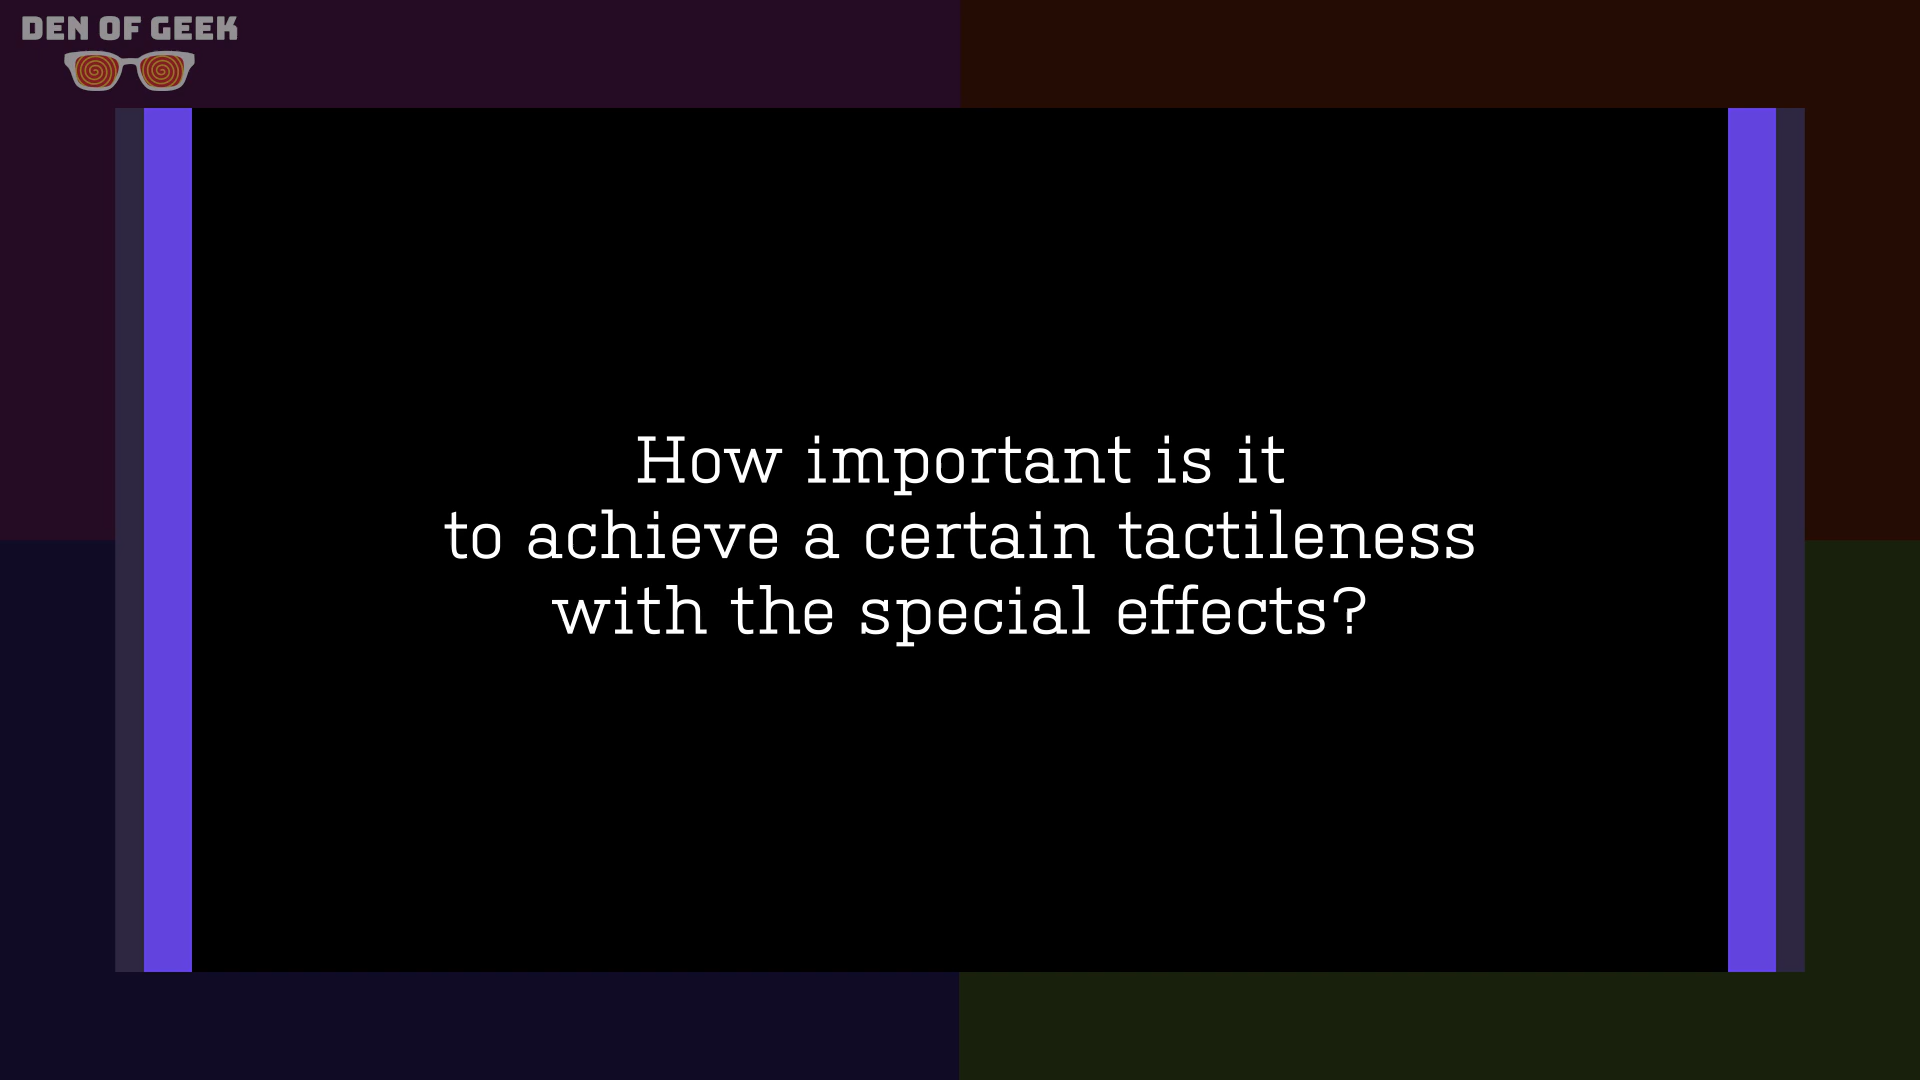 DEN OF GEEK
How important is it
to achieve a certain tactileness
with the special effects?